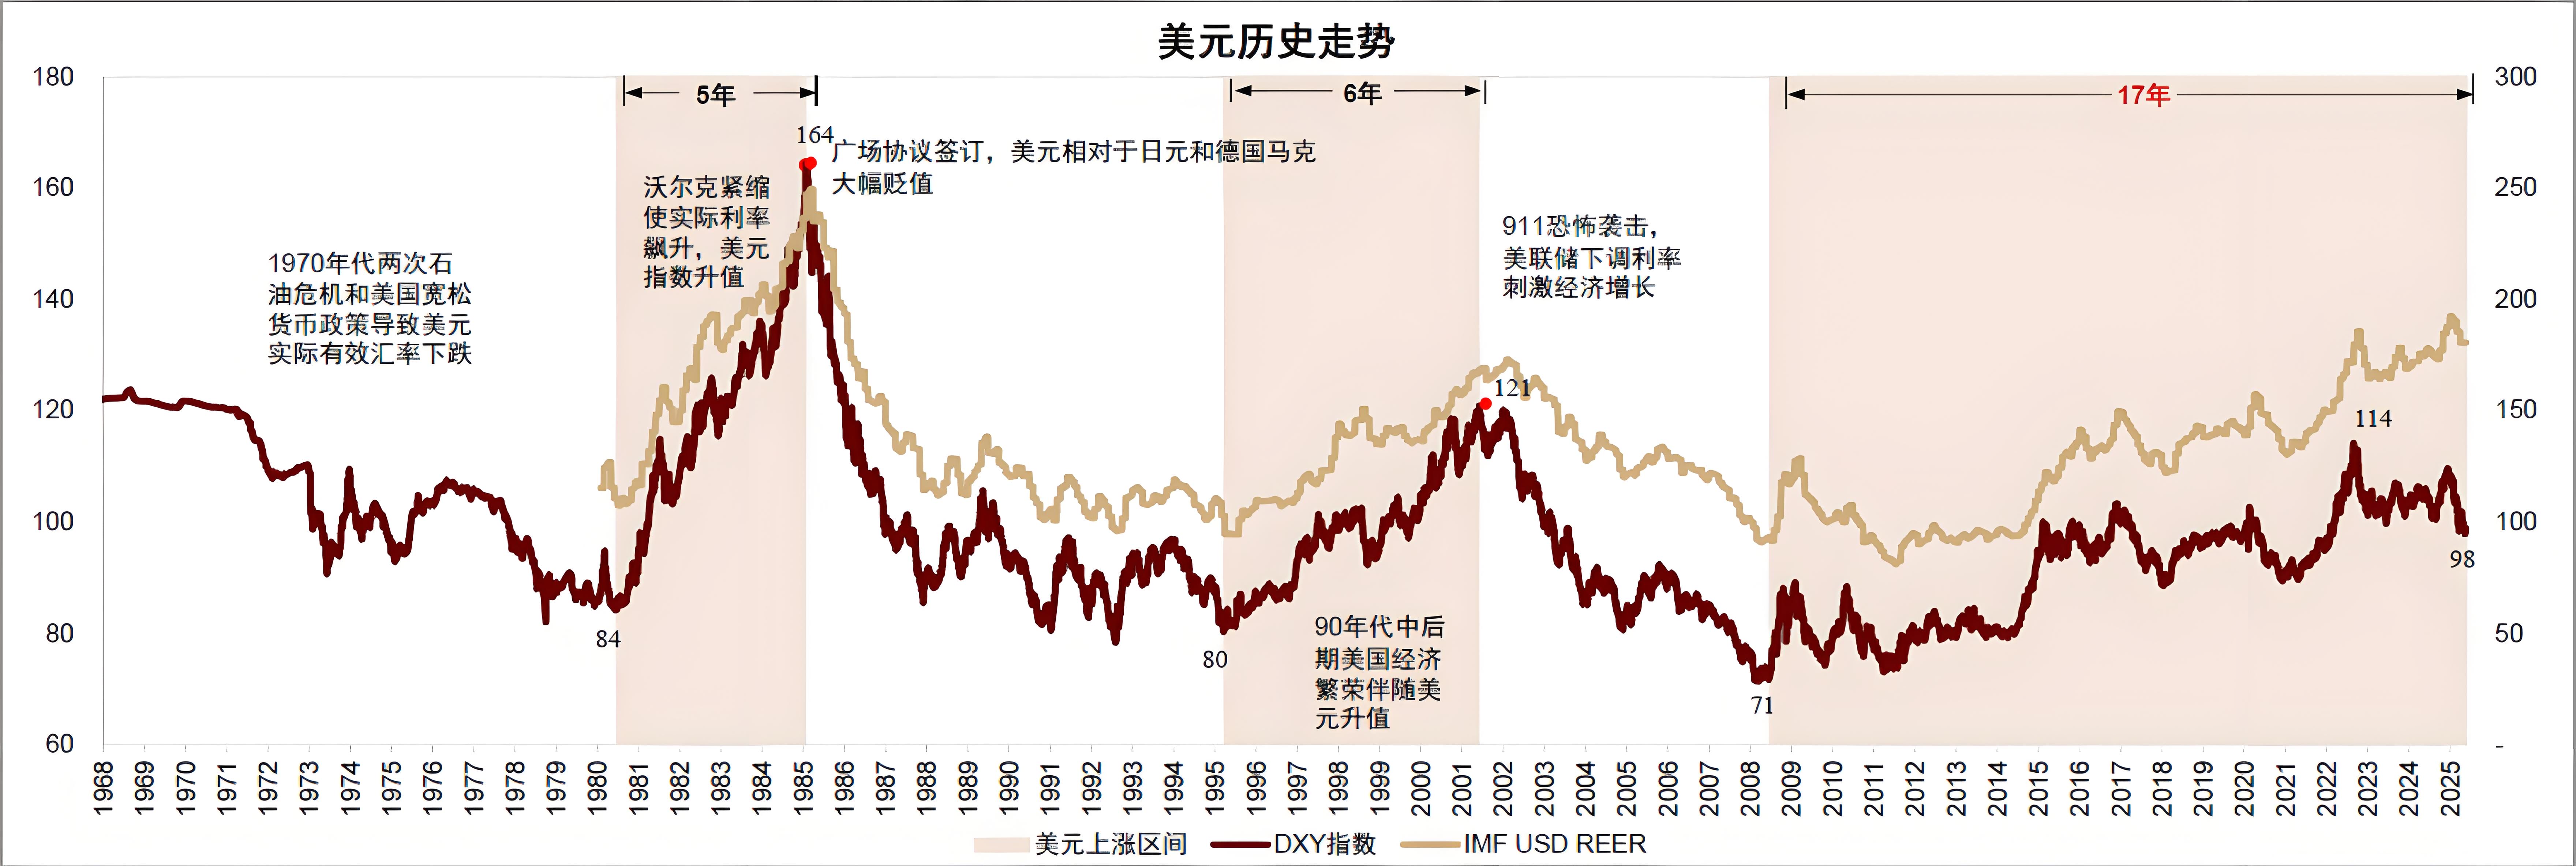 美元历史走势
180
160
140
120
100
80
60
300
250
200
150
100
50
-
5年
6年
17年
164
广场协议签订，美元相对于日元和德国马克
大幅贬值
沃尔克紧缩
使实际利率
飙升，美元
指数升值
1970年代两次石
油危机和美国宽松
货币政策导致美元
实际有效汇率下跌
911恐怖袭击，
美联储下调利率
刺激经济增长
121
114
98
84
80
71
90年代中后
期美国经济
繁荣伴随美
元升值
1968 1969 1970 1971 1972 1973 1974 1975 1976 1977 1978 1979 1980 1981 1982 1983 1984 1985 1986 1987 1988 1989 1990 1991 1992 1993 1994 1995 1996 1997 1998 1999 2000 2001 2002 2003 2004 2005 2006 2007 2008 2009 2010 2011 2012 2013 2014 2015 2016 2017 2018 2019 2020 2021 2022 2023 2024 2025
美元上涨区间 DXY指数 IMF USD REER